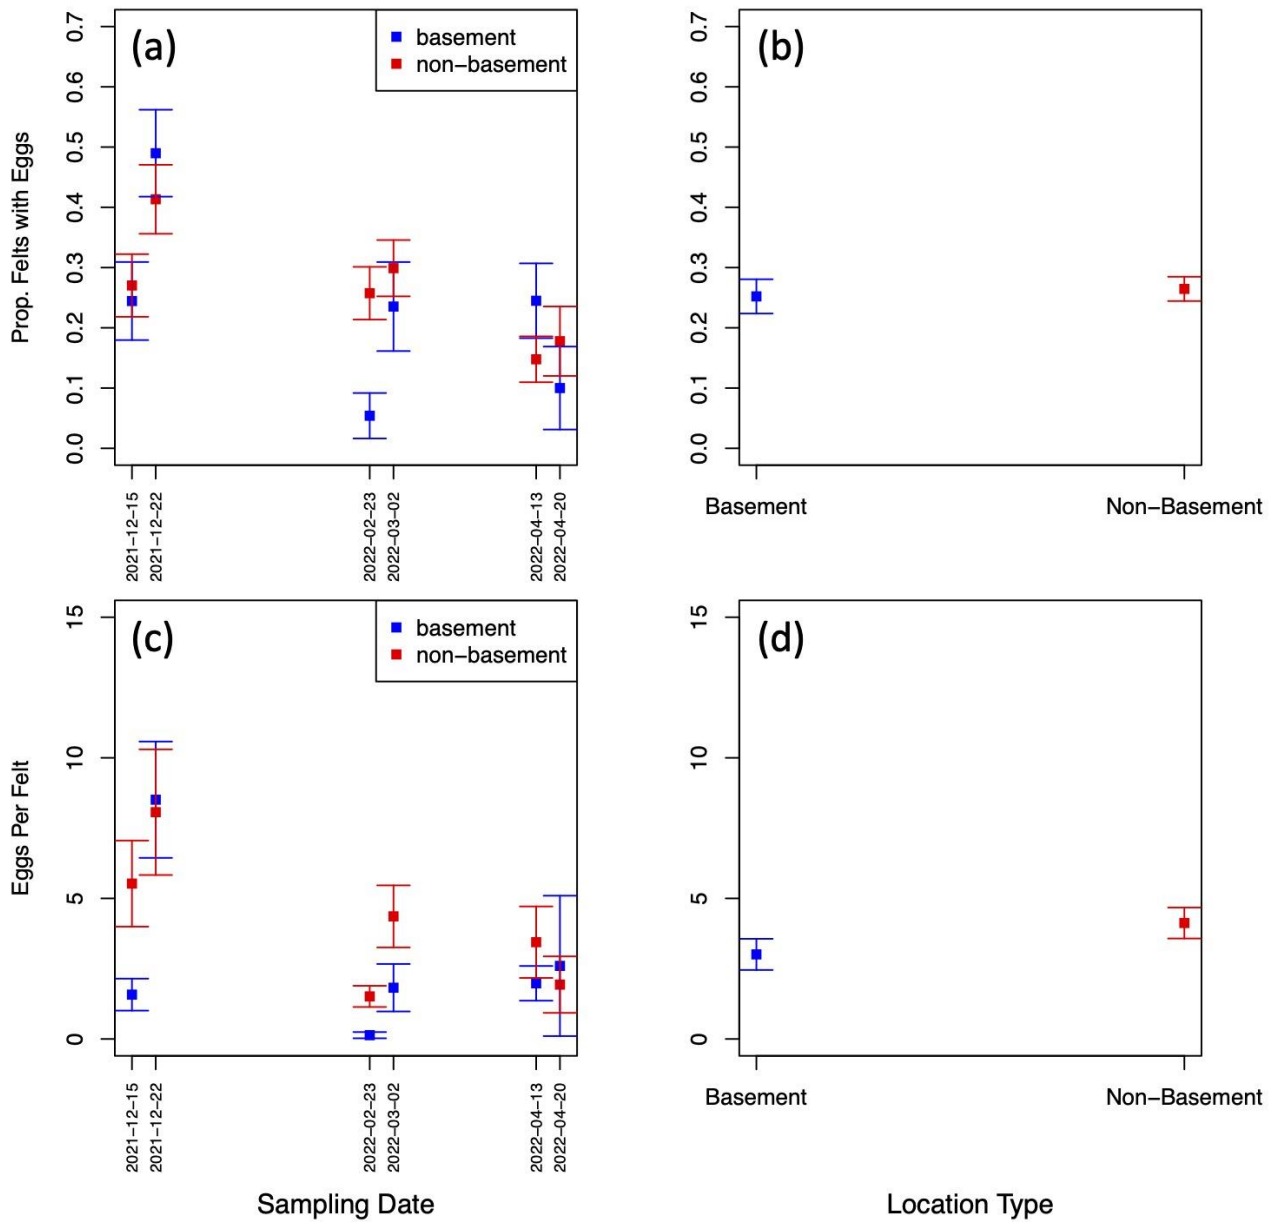 (a)
basement
non-basement
Prop. Felts with Eggs
0.0
0.1
0.2
0.3
0.4
0.5
0.6
0.7
2021-12-15
2021-12-22
2022-02-23
2022-03-02
2022-04-13
2022-04-20
(b)
0.0
0.1
0.2
0.3
0.4
0.5
0.6
0.7
Basement
Non-Basement
(c)
basement
non-basement
Eggs Per Felt
0
5
10
15
2021-12-15
2021-12-22
2022-02-23
2022-03-02
2022-04-13
2022-04-20
Sampling Date
(d)
0
5
10
15
Basement
Non-Basement
Location Type